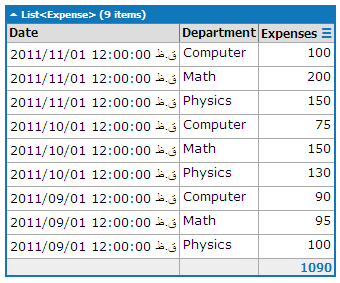 List<Expense> (9 items)
Date Department Expenses
2011/11/01 12:00:00 ق.ظ Computer 100
2011/11/01 12:00:00 ق.ظ Math 200
2011/11/01 12:00:00 ق.ظ Physics 150
2011/10/01 12:00:00 ق.ظ Computer 75
2011/10/01 12:00:00 ق.ظ Math 150
2011/10/01 12:00:00 ق.ظ Physics 130
2011/09/01 12:00:00 ق.ظ Computer 90
2011/09/01 12:00:00 ق.ظ Math 95
2011/09/01 12:00:00 ق.ظ Physics 100
1090